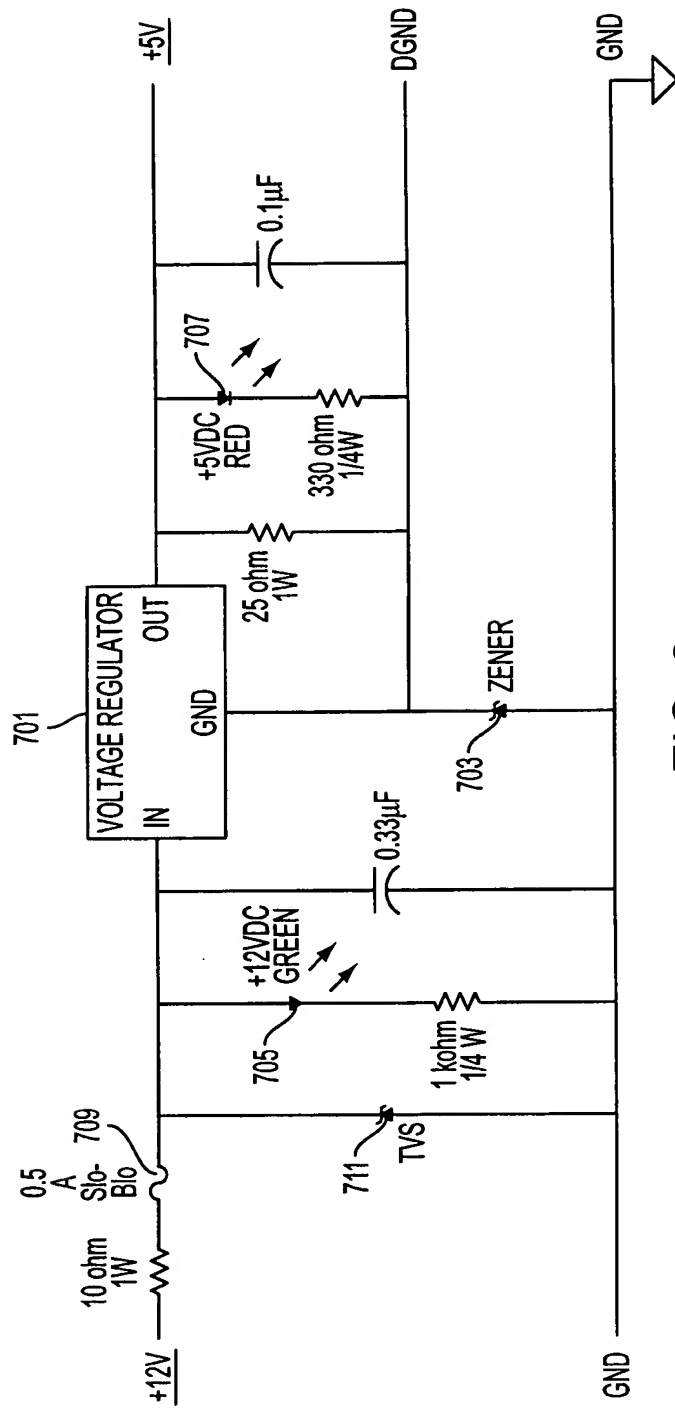 +12V
10 ohm
1W
0.5
A
Slo-
Blo
709
711
TVS
705
+12VDC
GREEN
1 kohm
1/4 W
0.33µF
701
VOLTAGE REGULATOR
IN
OUT
GND
703
ZENER
25 ohm
1W
+5VDC
RED
707
330 ohm
1/4W
0.1µF
+5V
DGND
GND
GND